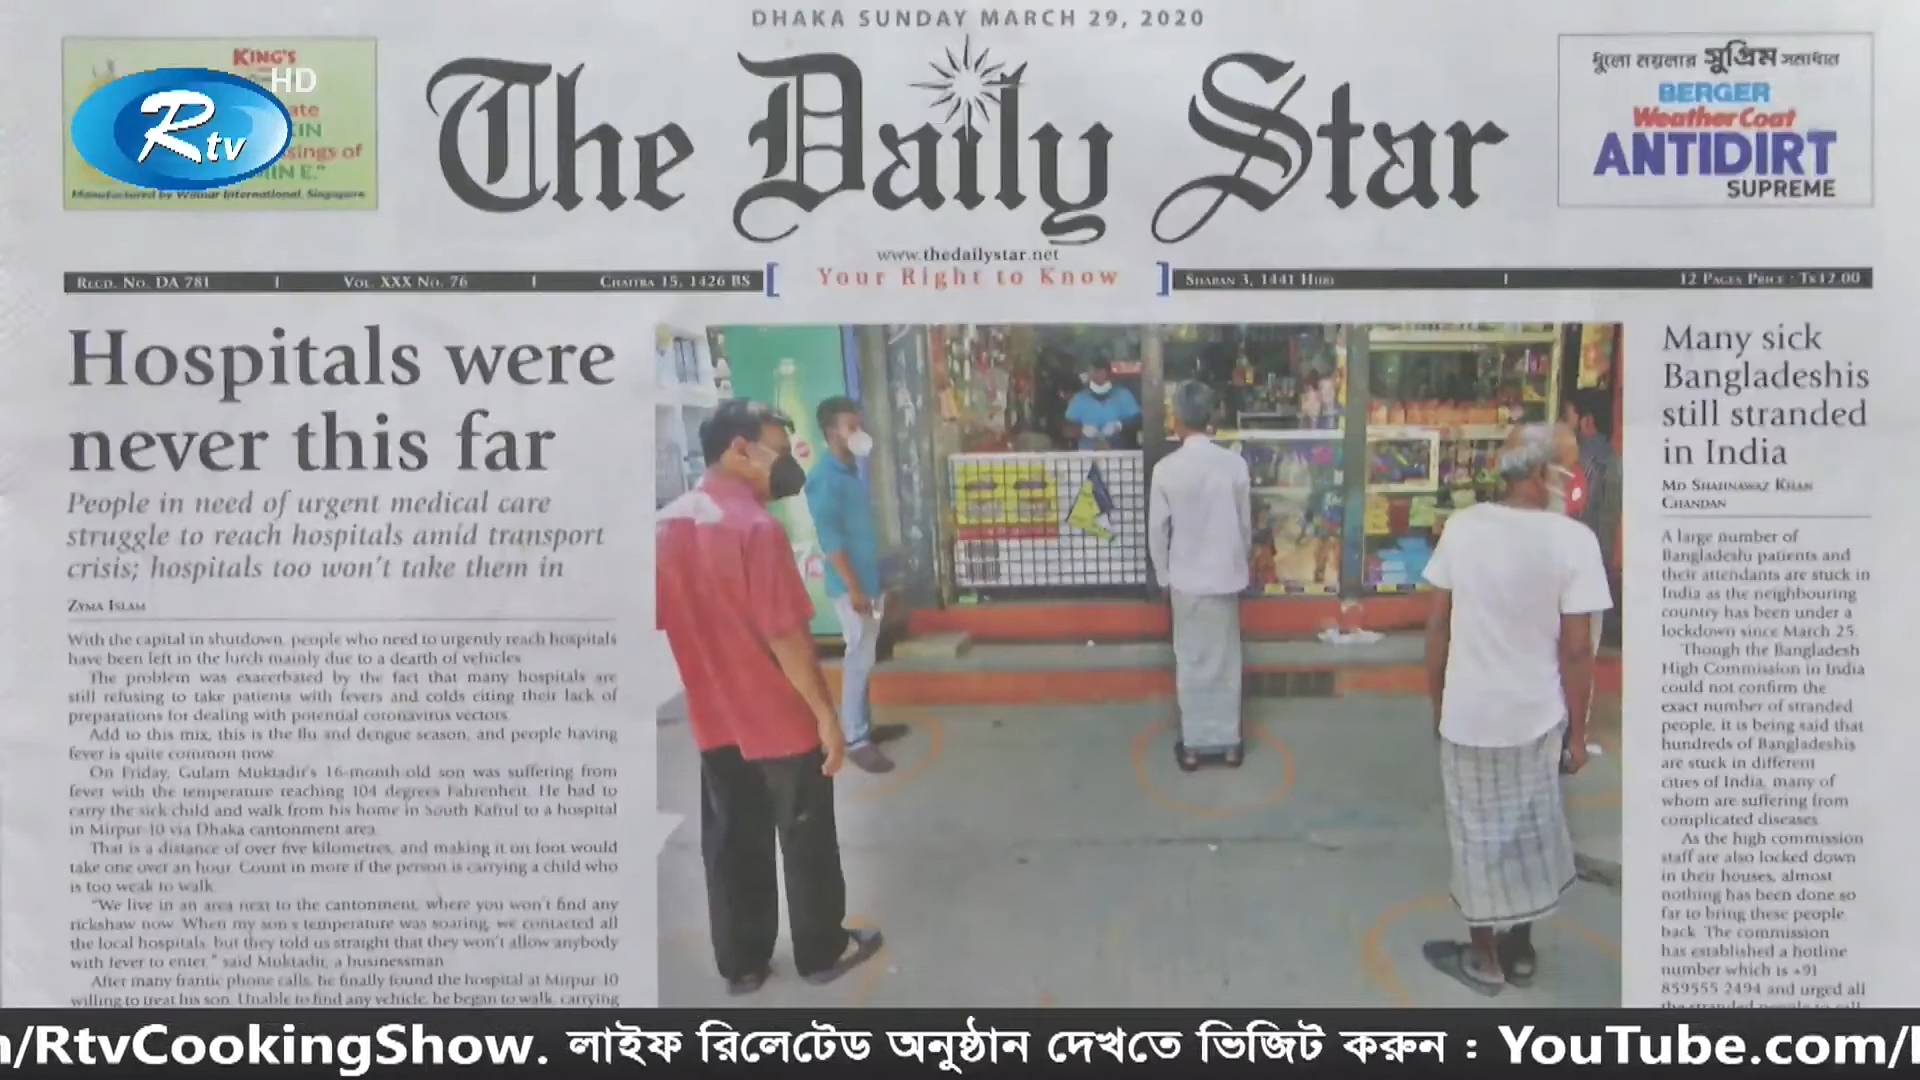 DHAKA SUNDAY MARCH 29, 2020
KING'S
HD
Rtv
Manufactured by Wilmar International, Singapore
The Daily Star
ধুলো ময়লার সুপ্রিম সমাধান
BERGER
WeatherCoat
ANTIDIRT
SUPREME
www.thedailystar.net
REGD. NO. DA 781
VOL. XXX NO. 76
CHAITRA 15, 1426 BS
Your Right to Know
SHABAN 3, 1441 HIJRI
12 PAGES PRICE : TK12.00
Hospitals were
never this far
People in need of urgent medical care
struggle to reach hospitals amid transport
crisis; hospitals too won't take them in
ZYMA ISLAM
With the capital in shutdown, people who need to urgently reach hospitals
have been left in the lurch mainly due to a dearth of vehicles.
The problem was exacerbated by the fact that many hospitals are
still refusing to take patients with fevers and colds citing their lack of
preparations for dealing with potential coronavirus vectors.
Add to this mix, this is the flu and dengue season, and people having
fever is quite common now.
On Friday, Gulam Muktadir's 16-month-old son was suffering from
fever with the temperature reaching 104 degrees Fahrenheit. He had to
carry the sick child and walk from his home in South Kafrul to a hospital
in Mirpur-10 via Dhaka cantonment area.
That is a distance of over five kilometres, and making it on foot would
take one over an hour. Count in more if the person is carrying a child who
is too weak to walk.
"We live in an area next to the cantonment, where you won't find any
rickshaw now. When my son's temperature was soaring, we contacted all
the local hospitals, but they told us straight that they won't allow anybody
with fever to enter," said Muktadir, a businessman.
After many frantic phone calls, he finally found the hospital at Mirpur-10
willing to treat his son. Unable to find any vehicle, he began to walk, carrying
Many sick
Bangladeshis
still stranded
in India
MD SHAHNAWAZ KHAN
CHANDAN
A large number of
Bangladeshi patients and
their attendants are stuck in
India as the neighbouring
country has been under a
lockdown since March 25.
Though the Bangladesh
High Commission in India
could not confirm the
exact number of stranded
people, it is being said that
hundreds of Bangladeshis
are stuck in different
cities of India, many of
whom are suffering from
complicated diseases.
As the high commission
staff are also locked down
in their houses, almost
nothing has been done so
far to bring these people
back. The commission
has established a hotline
number which is +91
859555 2494 and urged all
/RtvCookingShow. লাইফ রিলেটেড অনুষ্ঠান দেখতে ভিজিট করুন : YouTube.com/